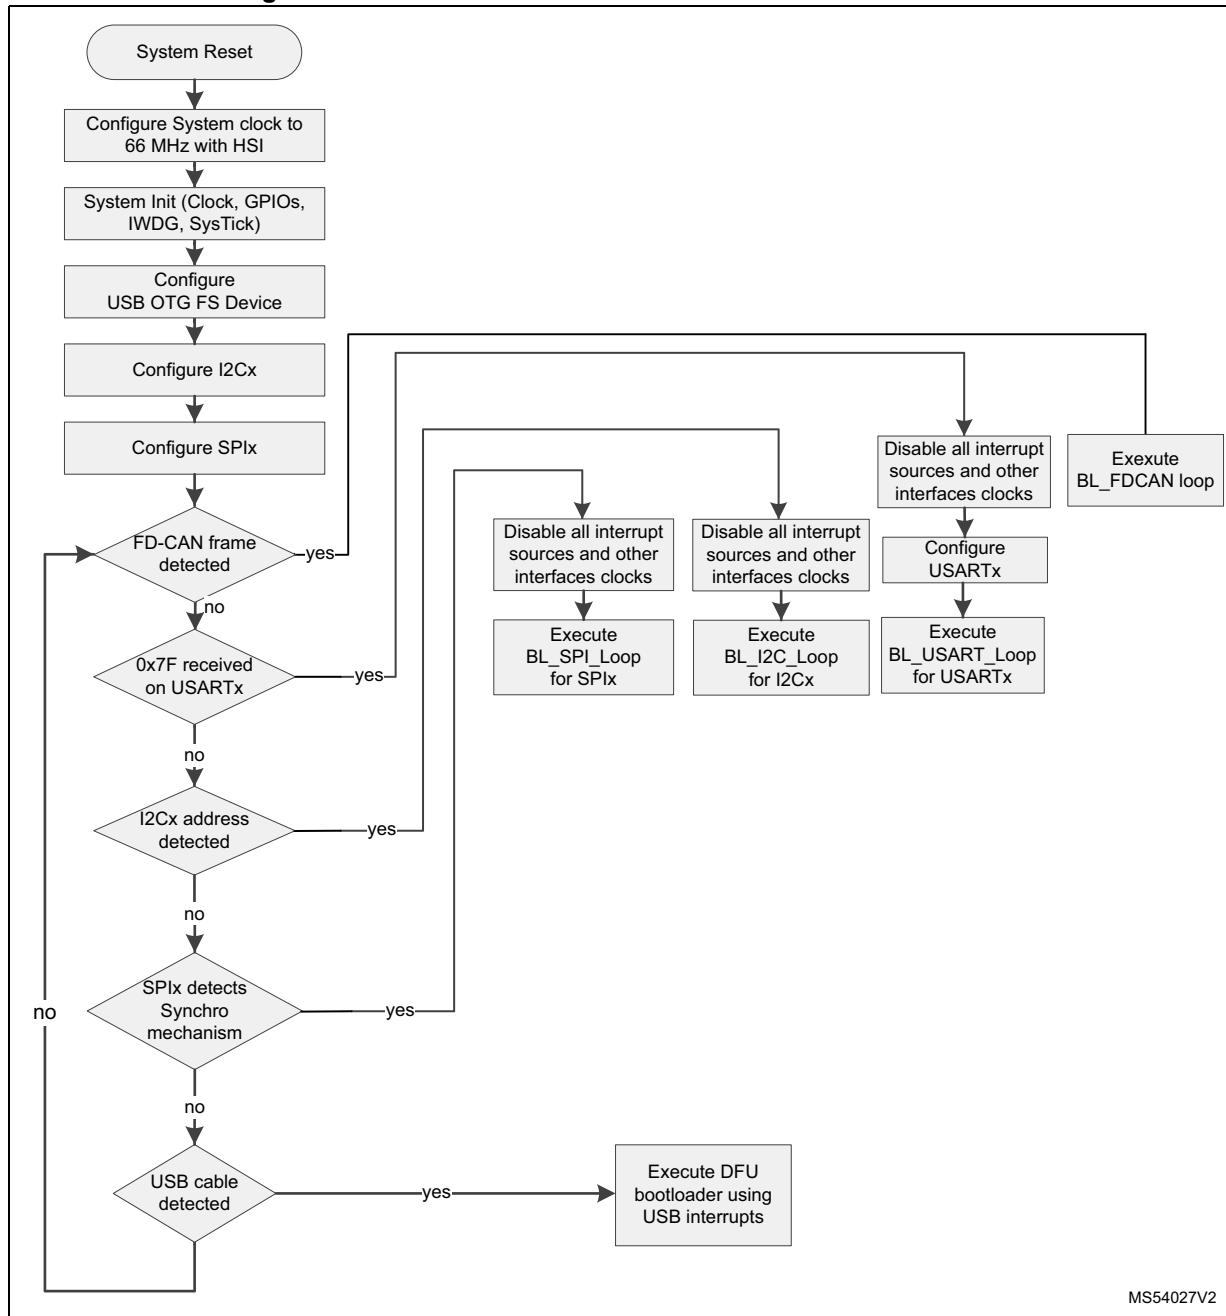 System Reset
Configure System clock to
66 MHz with HSI
System Init (Clock, GPIOs,
IWDG, SysTick)
Configure
USB OTG FS Device
Configure I2Cx
Configure SPIx
FD-CAN frame
detected
yes
no
0x7F received
on USARTx
yes
no
I2Cx address
detected
yes
no
SPIx detects
Synchro
mechanism
yes
no
USB cable
detected
yes
no
Disable all interrupt
sources and other
interfaces clocks
Execute
BL_SPI_Loop
for SPIx
Disable all interrupt
sources and other
interfaces clocks
Execute
BL_I2C_Loop
for I2Cx
Disable all interrupt
sources and other
interfaces clocks
Configure
USARTx
Execute
BL_USART_Loop
for USARTx
Exexute
BL_FDCAN loop
Execute DFU
bootloader using
USB interrupts
MS54027V2